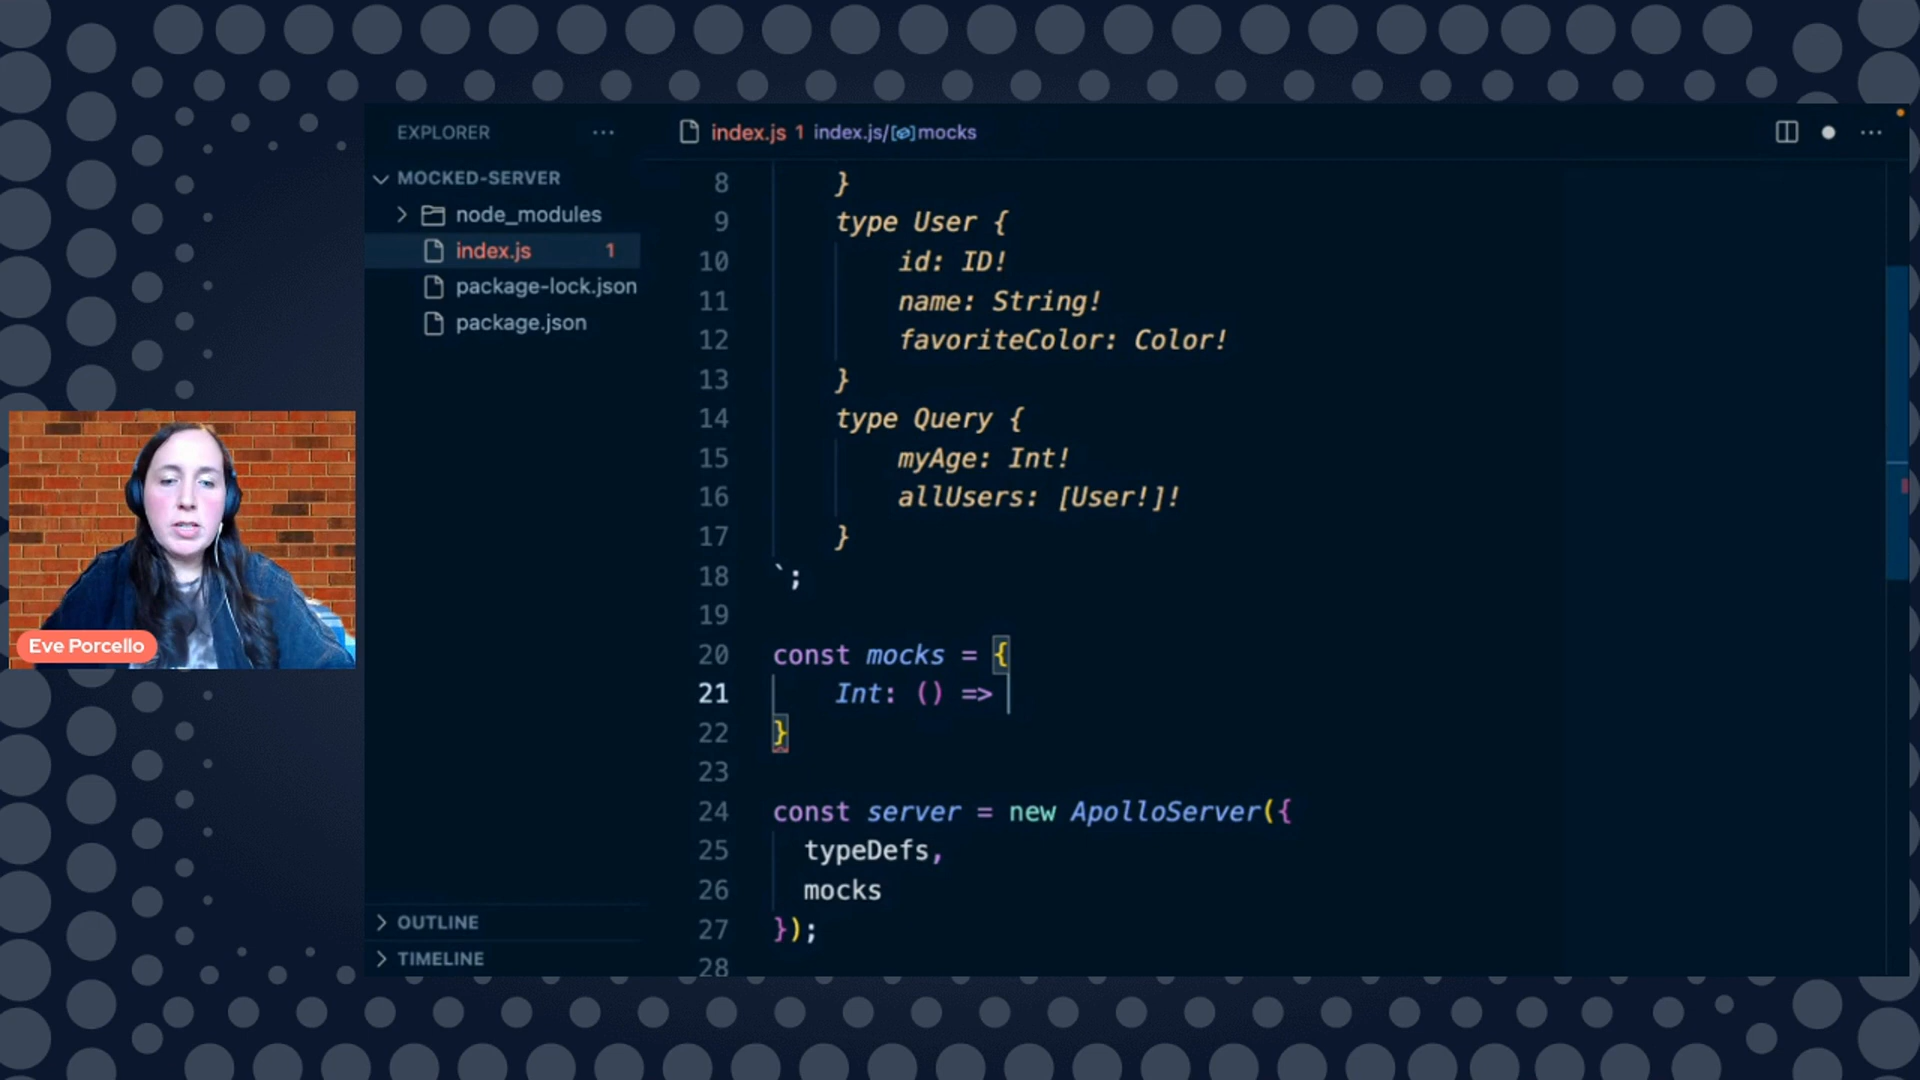 EXPLORER
MOCKED-SERVER
node_modules
index.js 1
package-lock.json
package.json
OUTLINE
TIMELINE
index.js 1 index.js/[]mocks
8 }
9 type User {
10 id: ID!
11 name: String!
12 favoriteColor: Color!
13 }
14 type Query {
15 myAge: Int!
16 allUsers: [User!]!
17 }
18 `;
19
20 const mocks = {
21 Int: () =>
22 }
23
24 const server = new ApolloServer({
25 typeDefs,
26 mocks
27 });
28
Eve Porcello